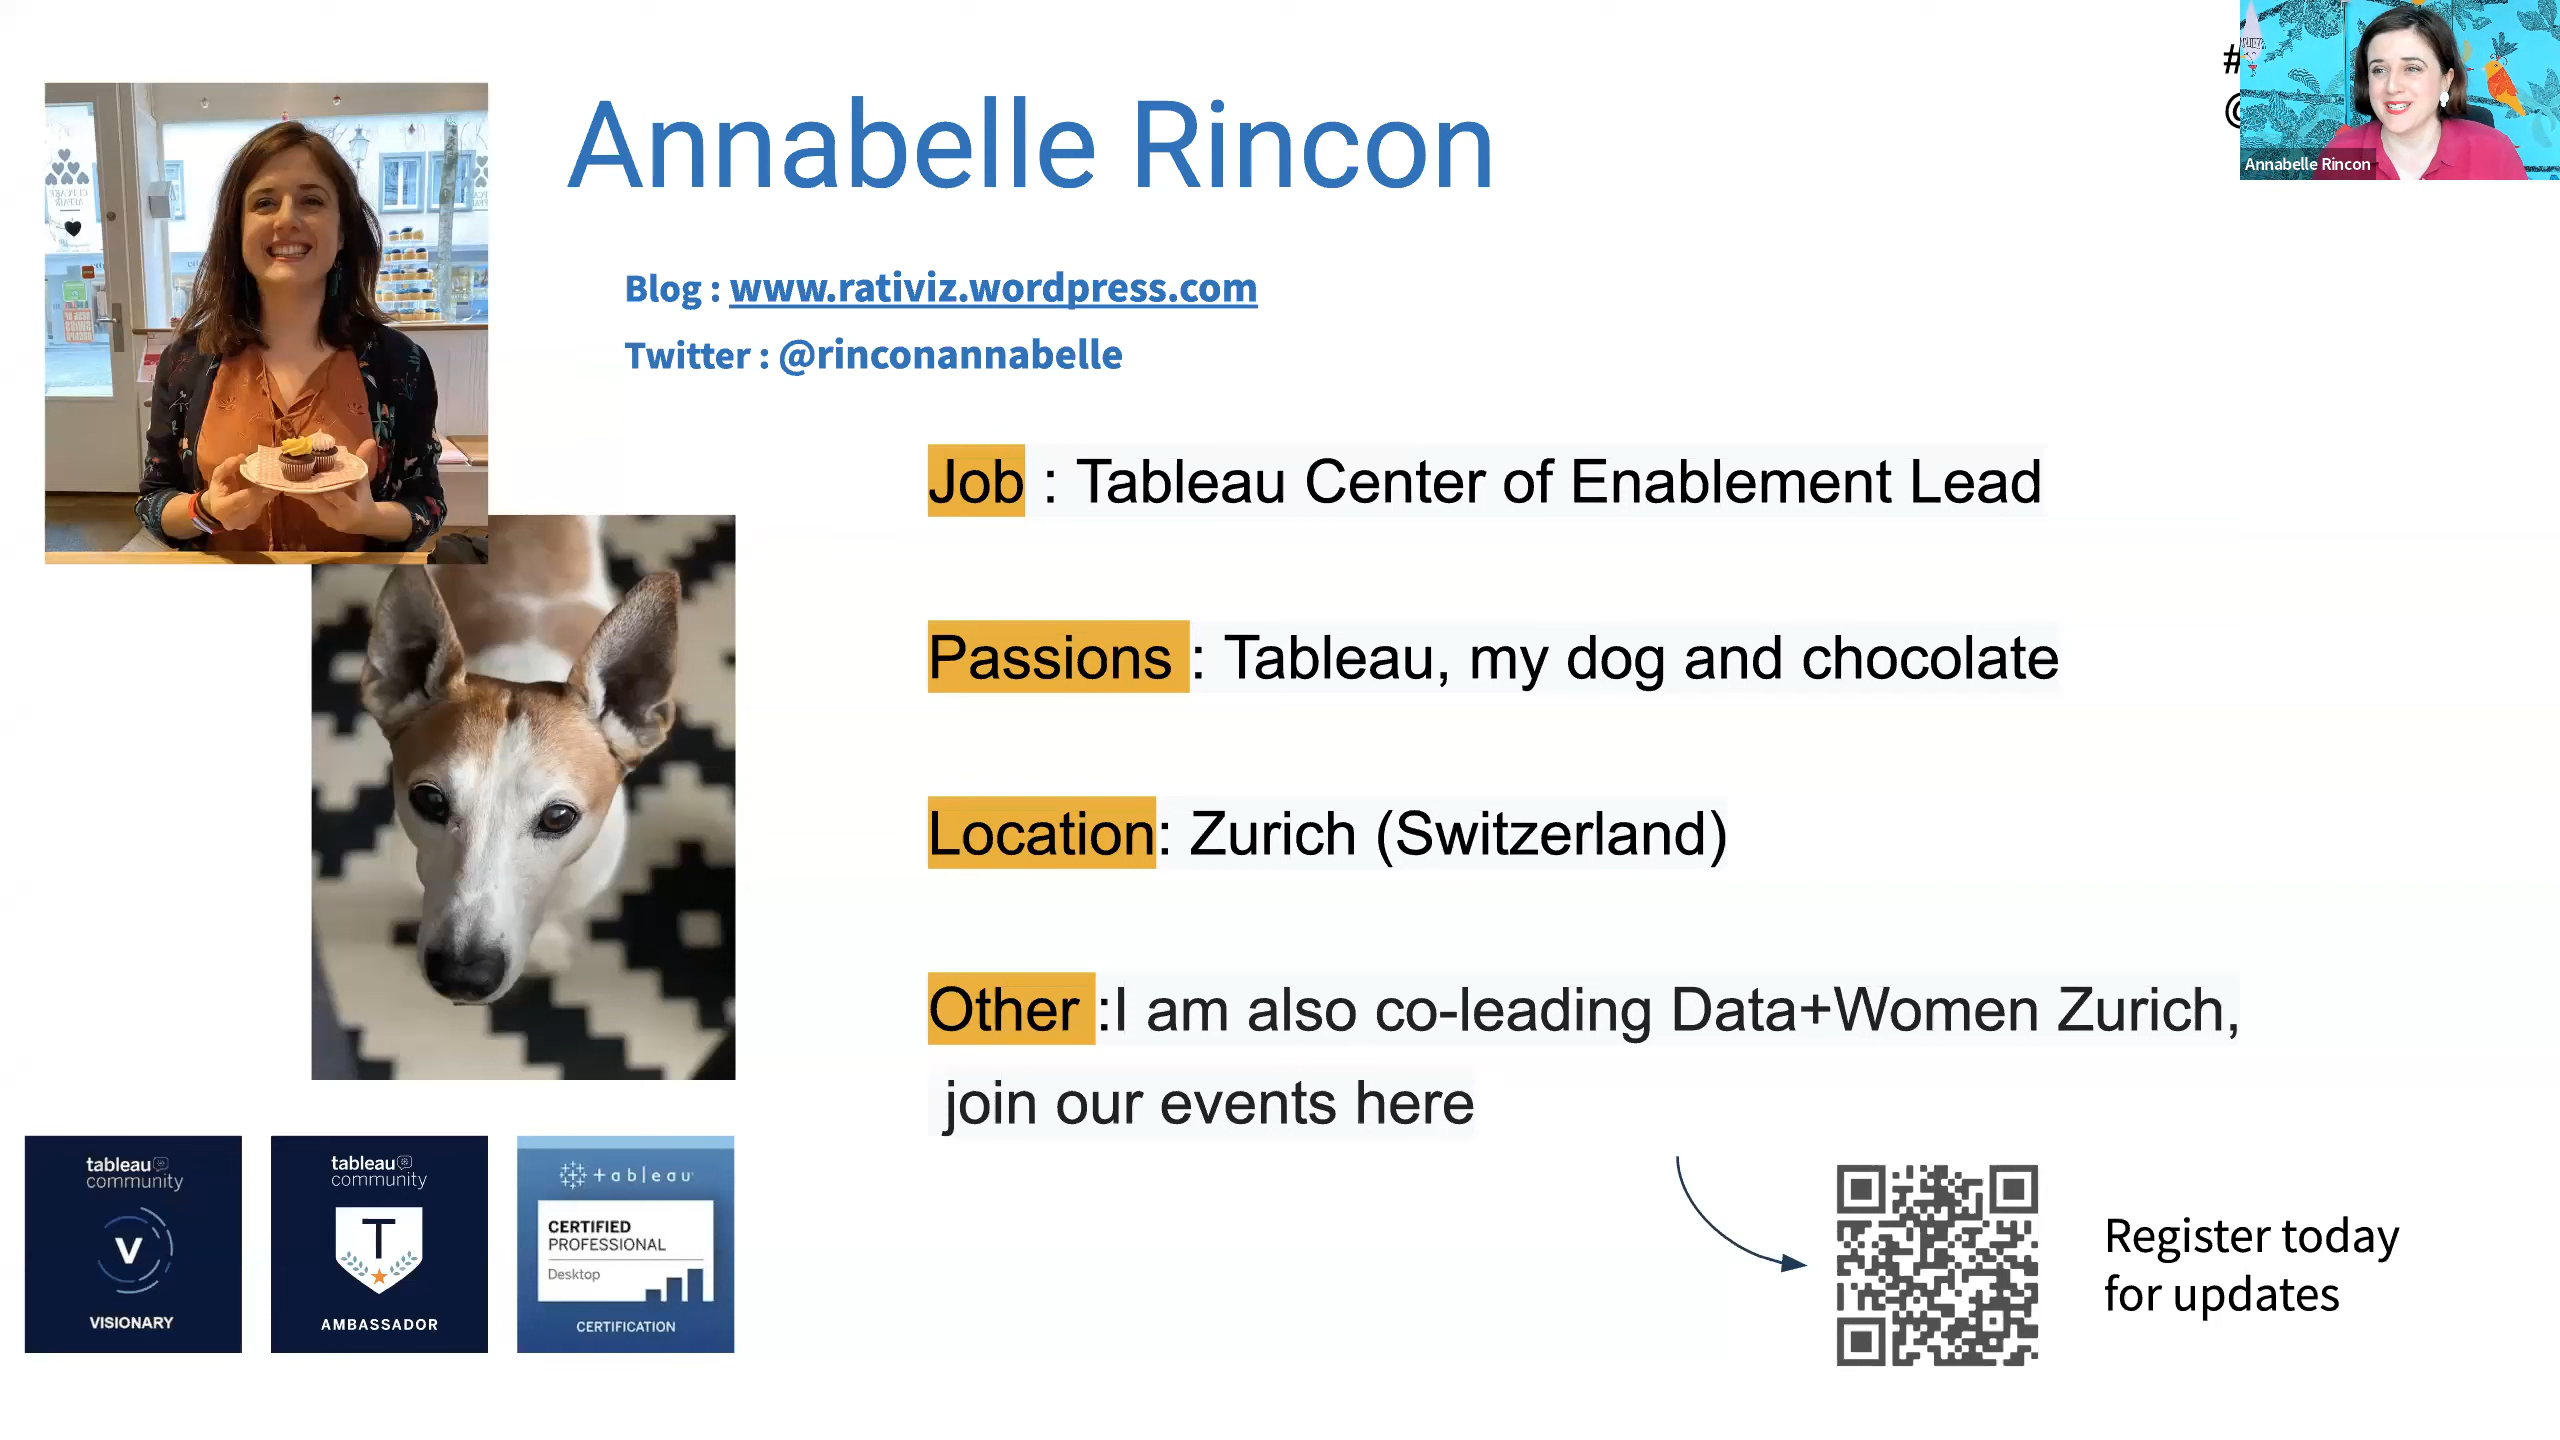 Annabelle Rincon
#
@
Annabelle Rincon
Blog : www.rativiz.wordpress.com
Twitter : @rinconannabelle
Job : Tableau Center of Enablement Lead
Passions : Tableau, my dog and chocolate
Location: Zurich (Switzerland)
Other :I am also co-leading Data+Women Zurich,
join our events here
tableau
community
V
VISIONARY
tableau
community
T
AMBASSADOR
+ableau
CERTIFIED
PROFESSIONAL
Desktop
CERTIFICATION
Register today
for updates